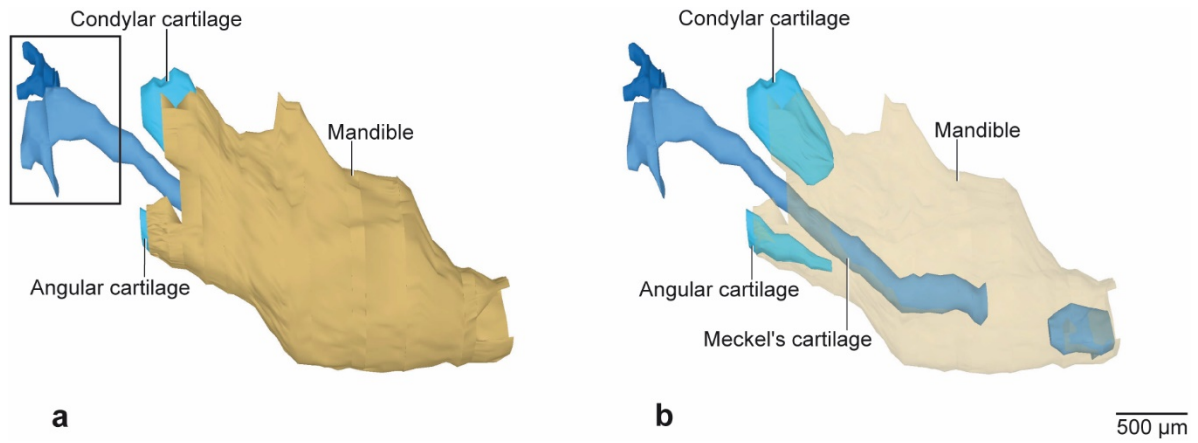 Condylar cartilage
Mandible
Angular cartilage
a
Condylar cartilage
Mandible
Angular cartilage
Meckel's cartilage
b
500 µm